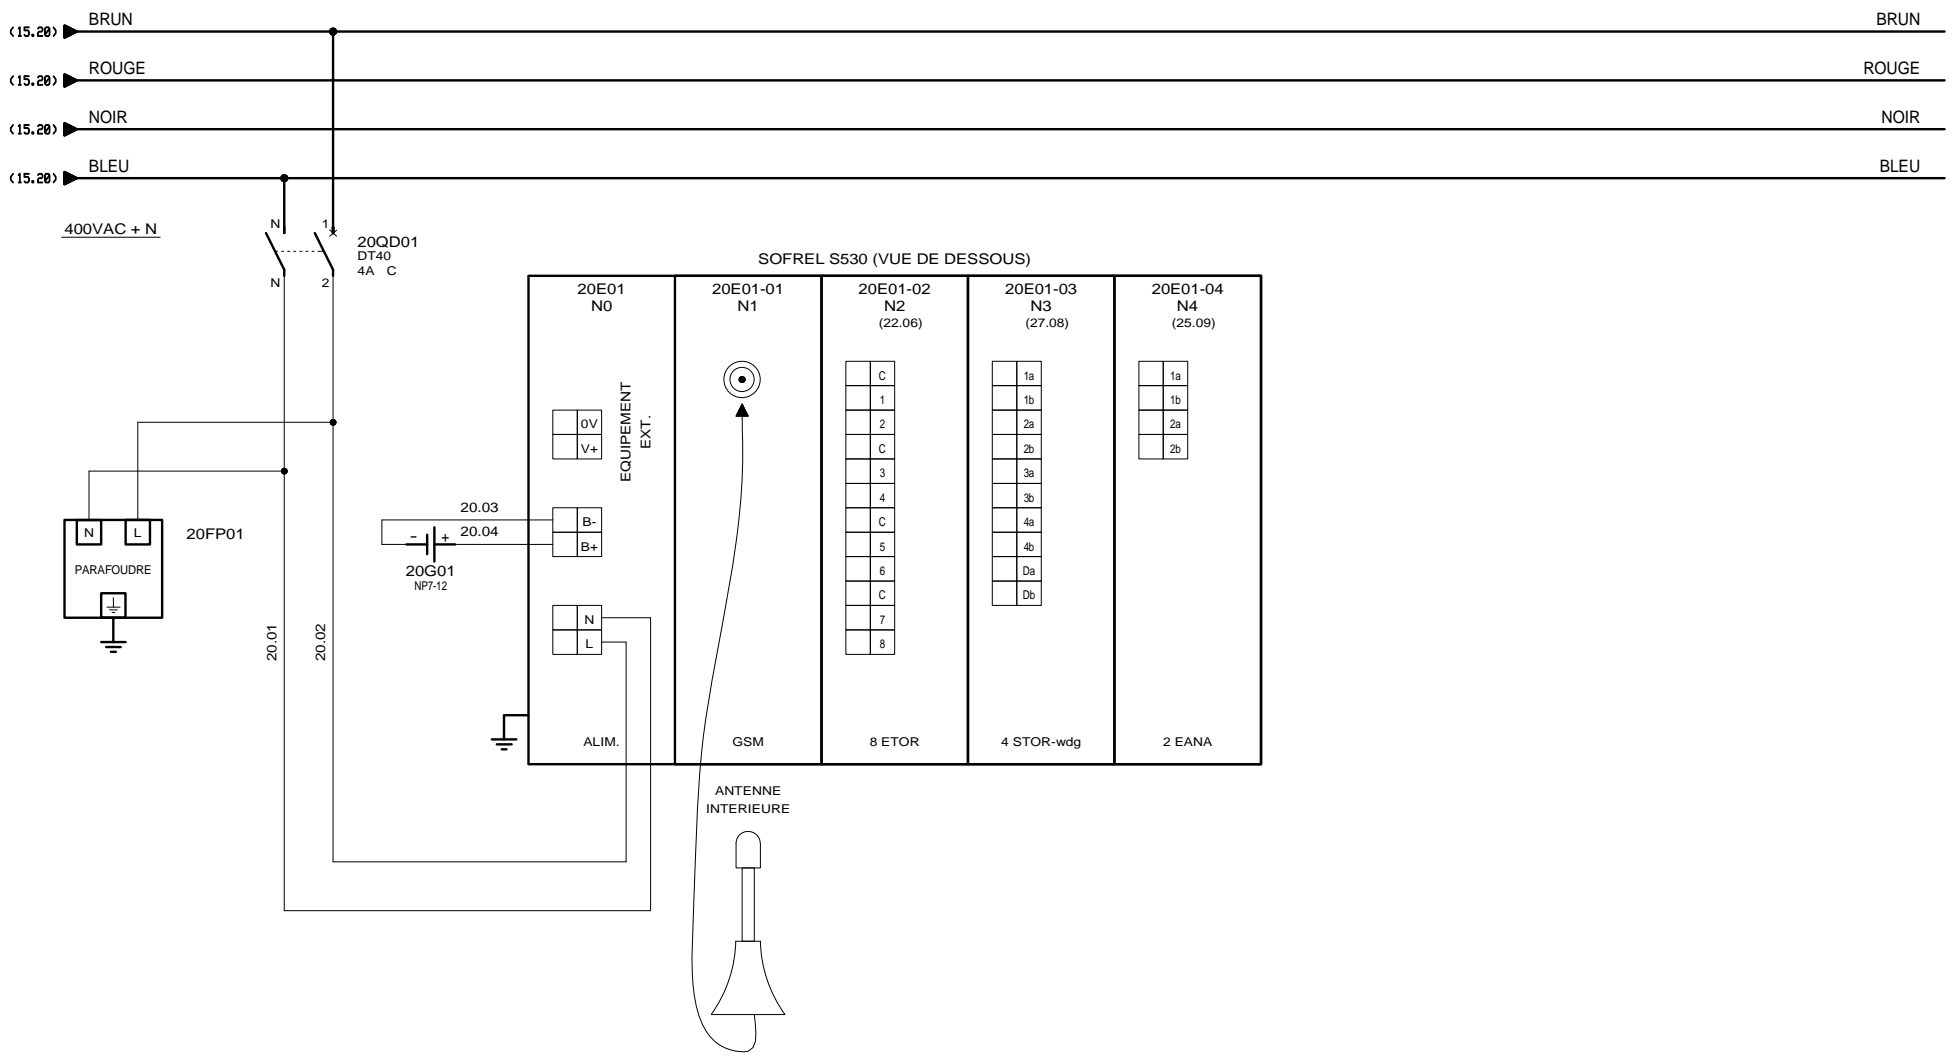 (15.20) BRUN BRUN
(15.20) ROUGE ROUGE
(15.20) NOIR NOIR
(15.20) BLEU BLEU
400VAC + N
N 1
20QD01
DT40
4A C
N 2
SOFREL S530 (VUE DE DESSOUS)
20E01
N0
0V
V+
EQUIPEMENT
EXT.
B-
B+
N
L
ALIM.
20E01-01
N1
GSM
20E01-02
N2
(22.06)
C
1
2
C
3
4
C
5
6
C
7
8
8 ETOR
20E01-03
N3
(27.08)
1a
1b
2a
2b
3a
3b
4a
4b
Da
Db
4 STOR-wdg
20E01-04
N4
(25.09)
1a
1b
2a
2b
2 EANA
20.03
20.04
- +
20G01
NP7-12
N L
20FP01
PARAFOUDRE
20.01
20.02
ANTENNE
INTERIEURE